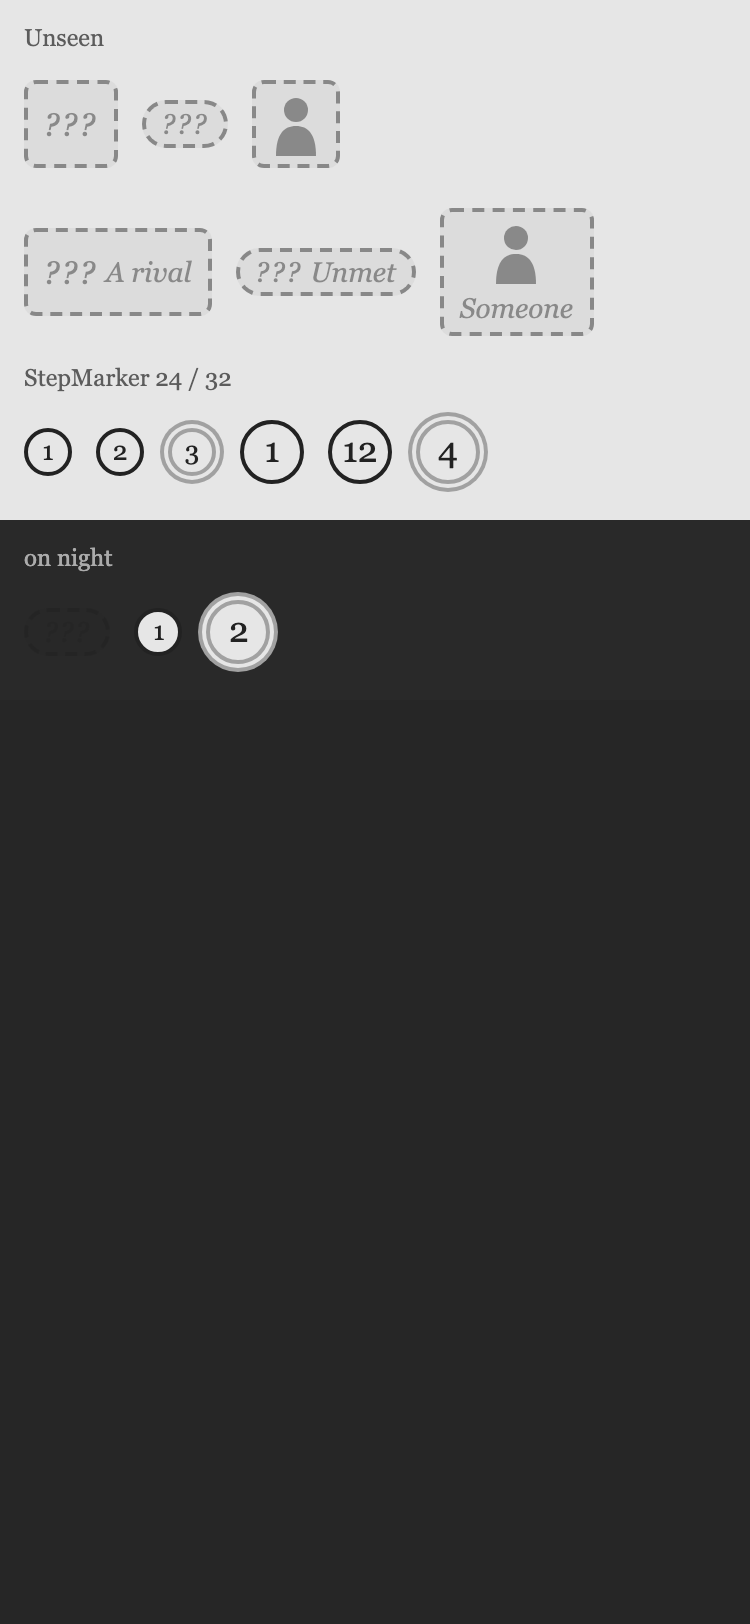 Unseen
??? ???
??? A rival ??? Unmet Someone
StepMarker 24 / 32
1 2 3 1 12 4
on night
??? 1 2